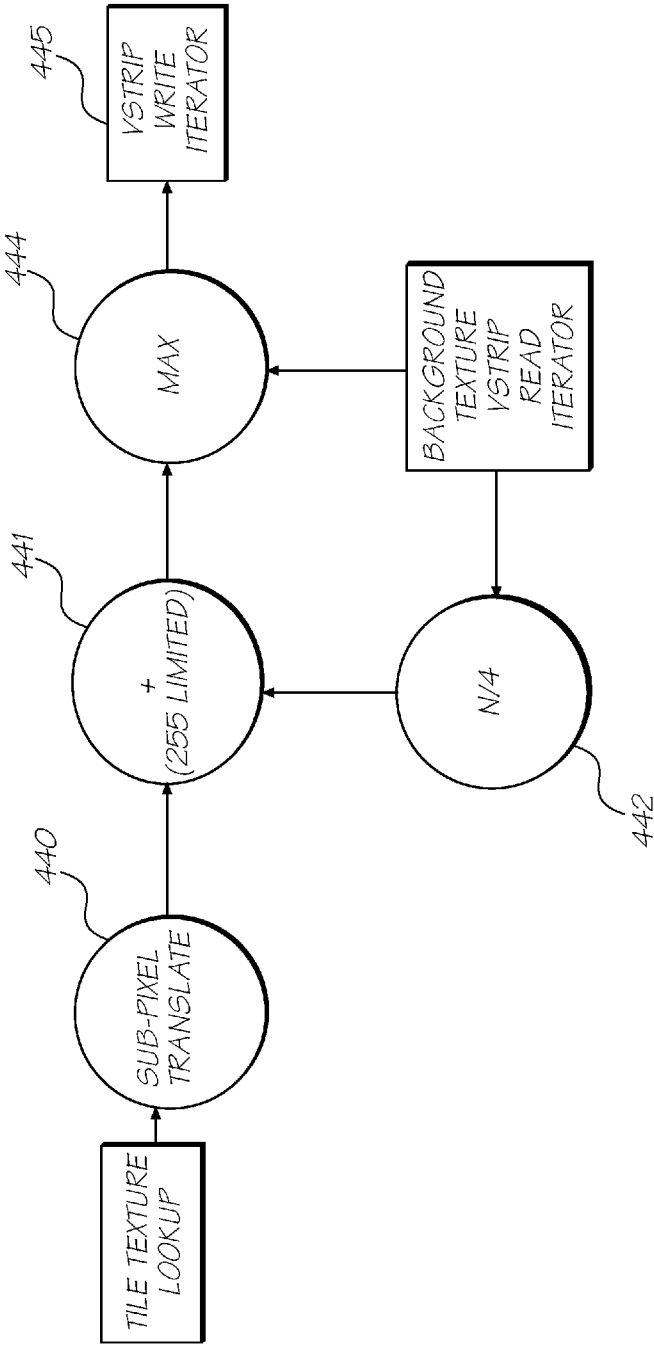 TILE TEXTURE
LOOKUP
440
SUB-PIXEL
TRANSLATE
441
+
(255 LIMITED)
444
MAX
445
VSTRIP
WRITE
ITERATOR
442
N/4
BACKGROUND
TEXTURE
VSTRIP
READ
ITERATOR